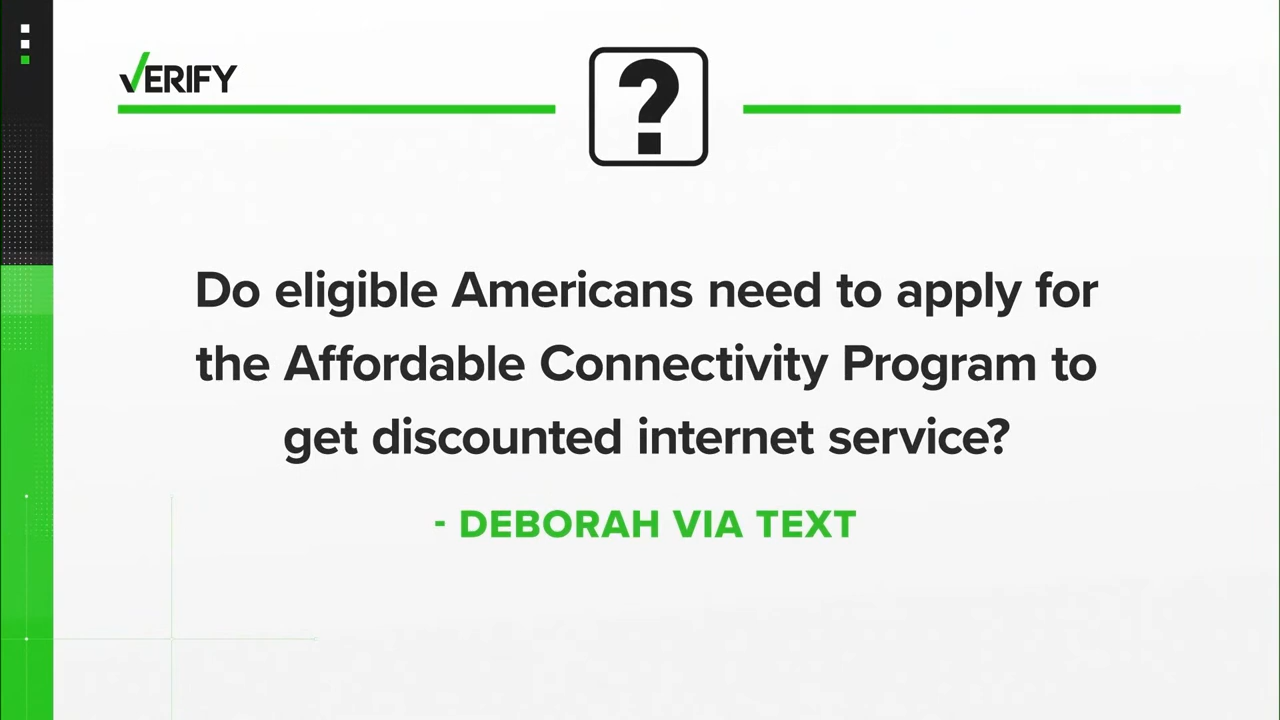 VERIFY
?
Do eligible Americans need to apply for
the Affordable Connectivity Program to
get discounted internet service?
- DEBORAH VIA TEXT